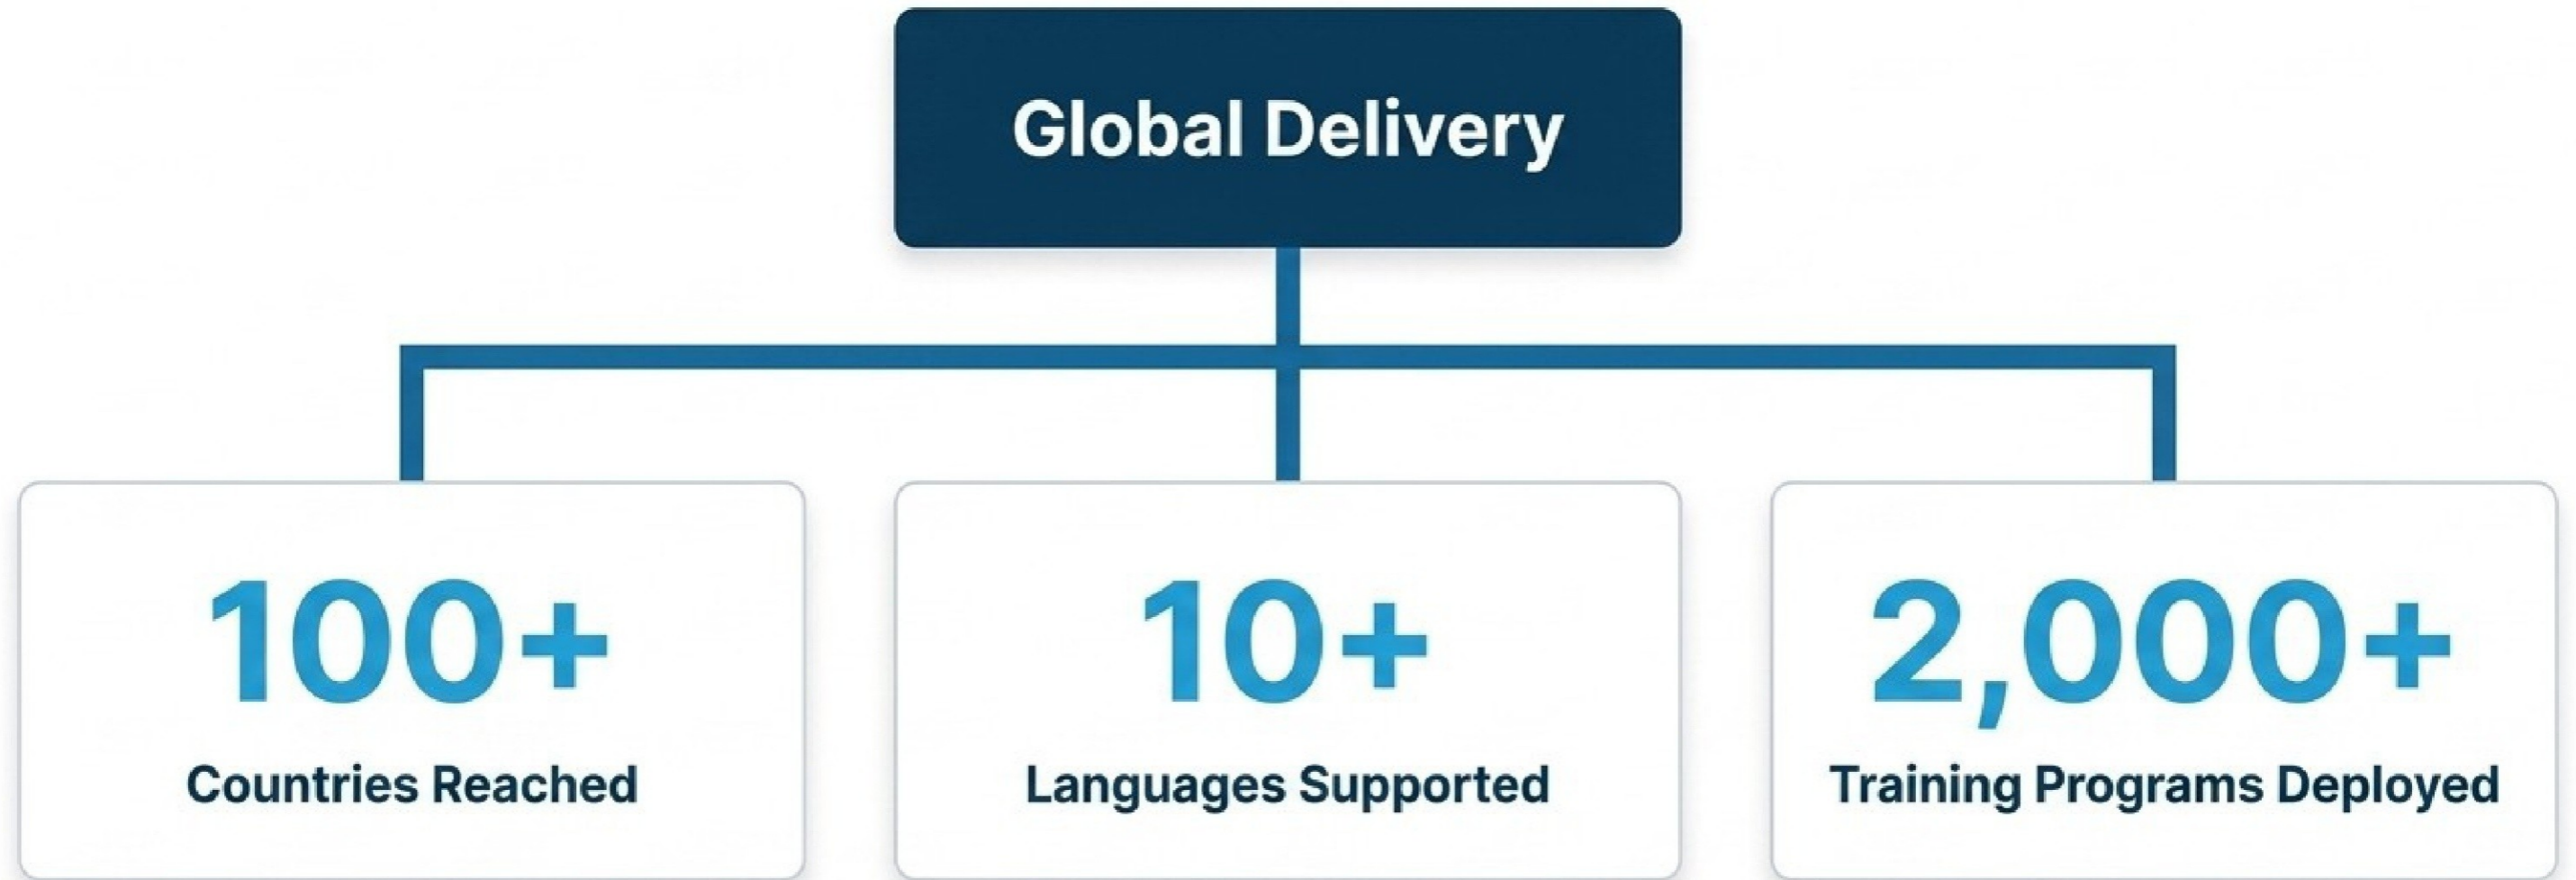 Global Delivery
100+
Countries Reached
10+
Languages Supported
2,000+
Training Programs Deployed